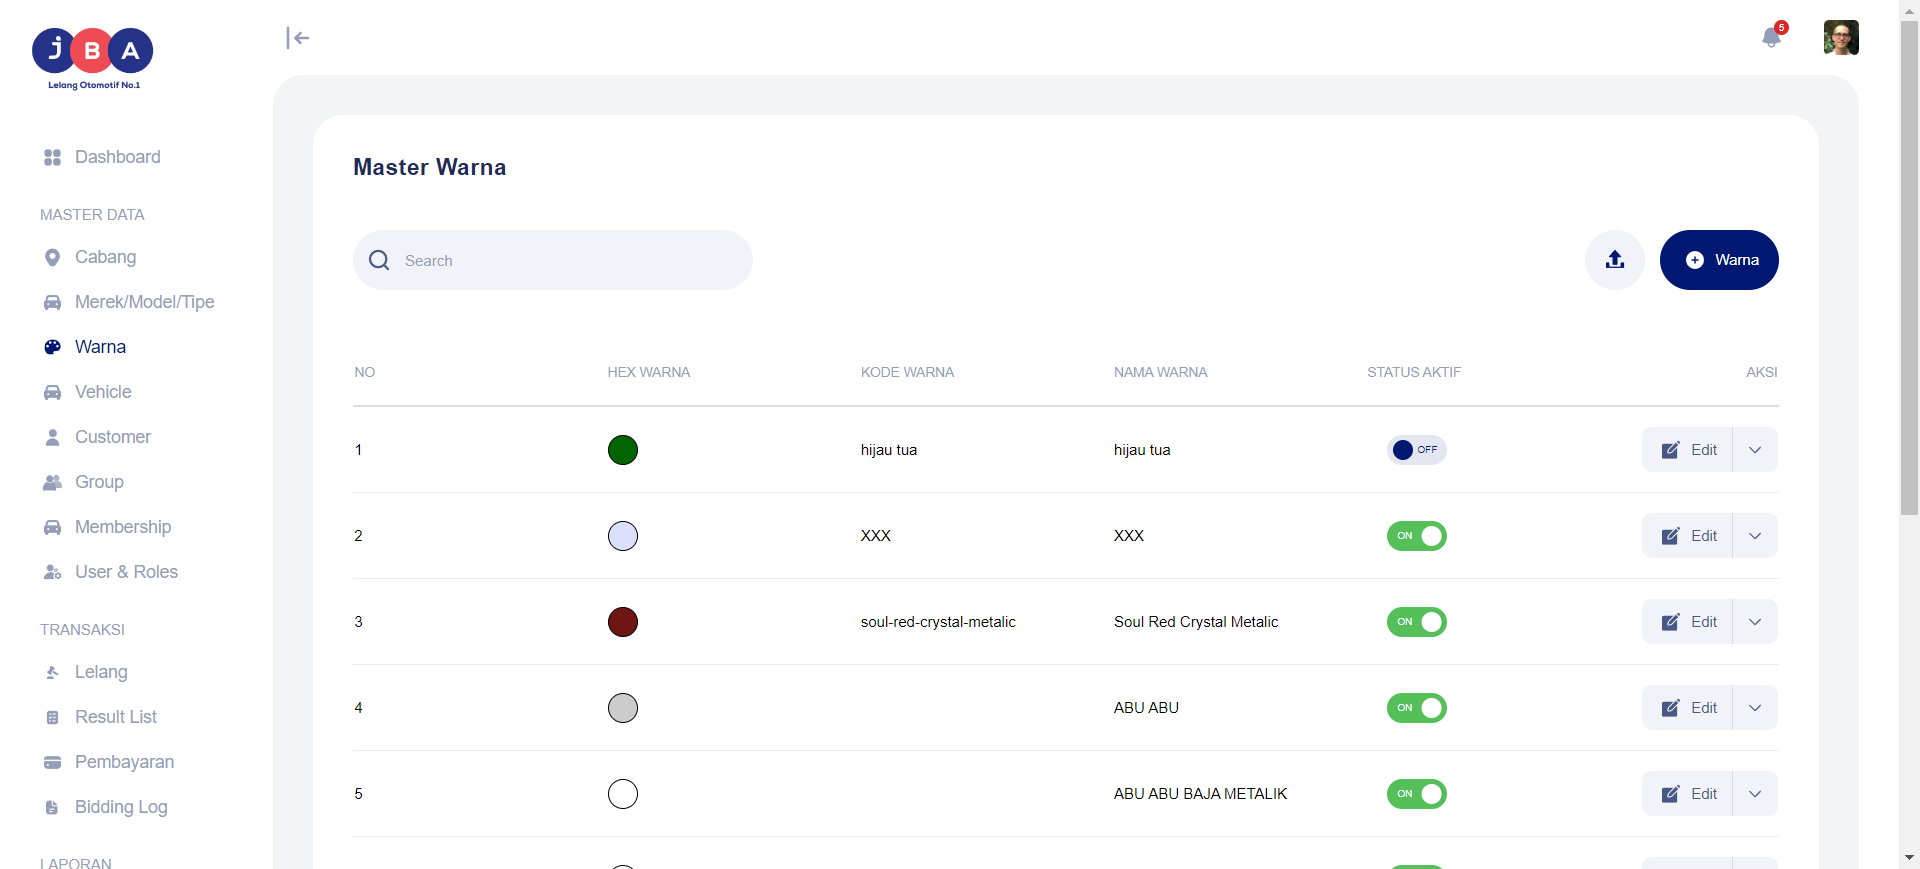 JBA
Lelang Otomotif No.1
5
Dashboard
MASTER DATA
Cabang
Merek/Model/Tipe
Warna
Vehicle
Customer
Group
Membership
User & Roles
TRANSAKSI
Lelang
Result List
Pembayaran
Bidding Log
LAPORAN
Master Warna
Search
Warna
NO HEX WARNA KODE WARNA NAMA WARNA STATUS AKTIF AKSI
1 hijau tua hijau tua OFF Edit
2 XXX XXX ON Edit
3 soul-red-crystal-metalic Soul Red Crystal Metalic ON Edit
4 ABU ABU ON Edit
5 ABU ABU BAJA METALIK ON Edit